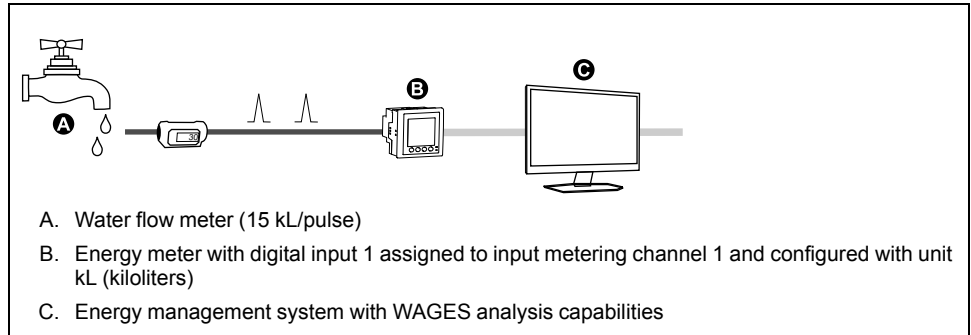 C
B
A
30
A. Water flow meter (15 kL/pulse)
B. Energy meter with digital input 1 assigned to input metering channel 1 and configured with unit
kL (kiloliters)
C. Energy management system with WAGES analysis capabilities